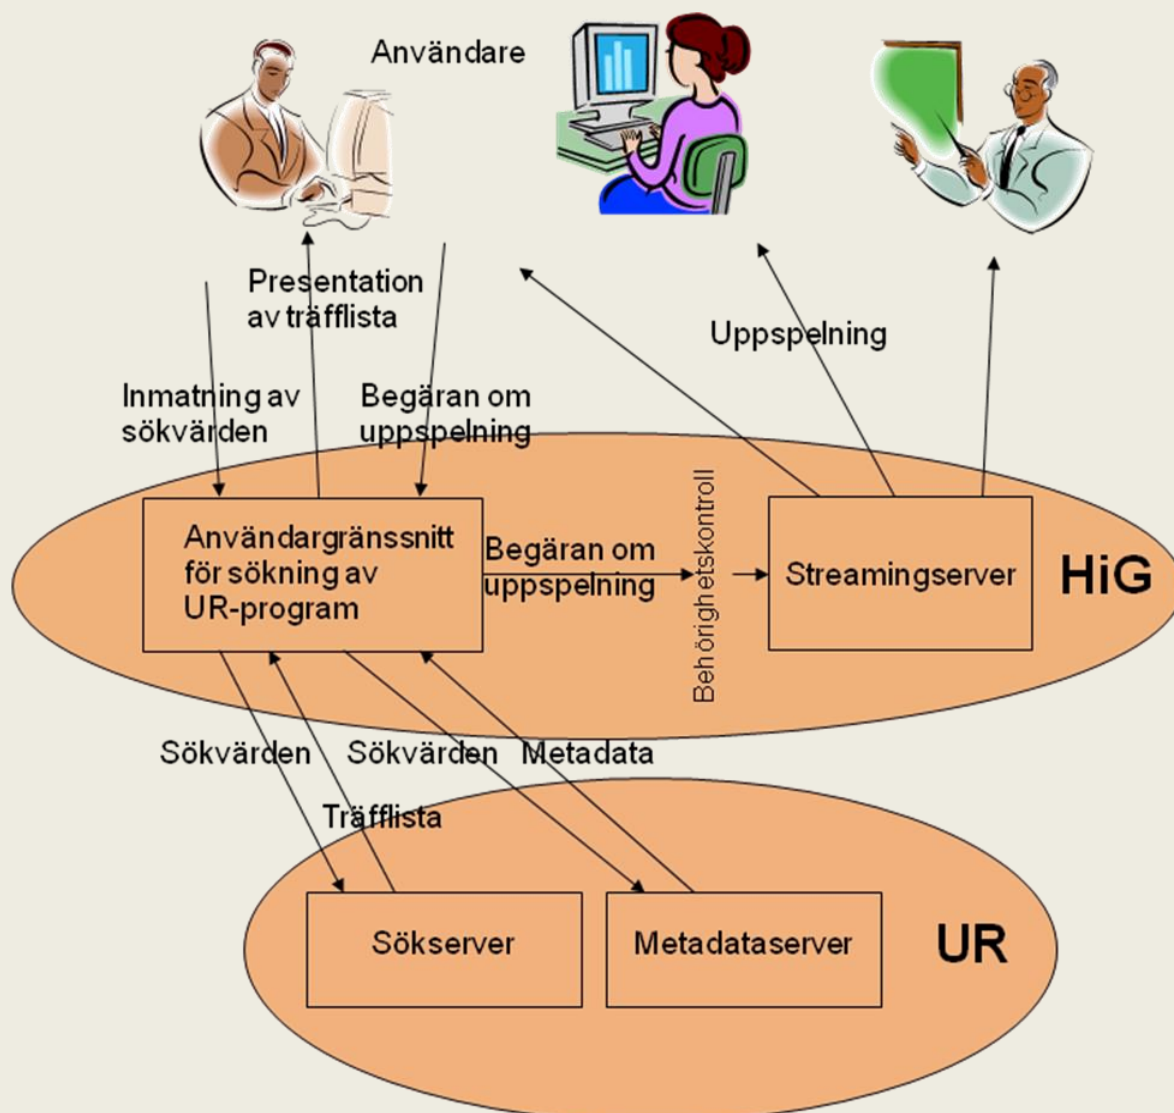 Användare
Presentation
av träfflista
Uppspelning
Inmatning av
sökvärden
Begäran om
uppspelning
Användargränssnitt
för sökning av
UR-program
Begäran om
uppspelning
Behörighetskontroll
Streamingserver
HiG
Sökvärden
Sökvärden
Metadata
Träfflista
Sökserver
Metadataserver
UR